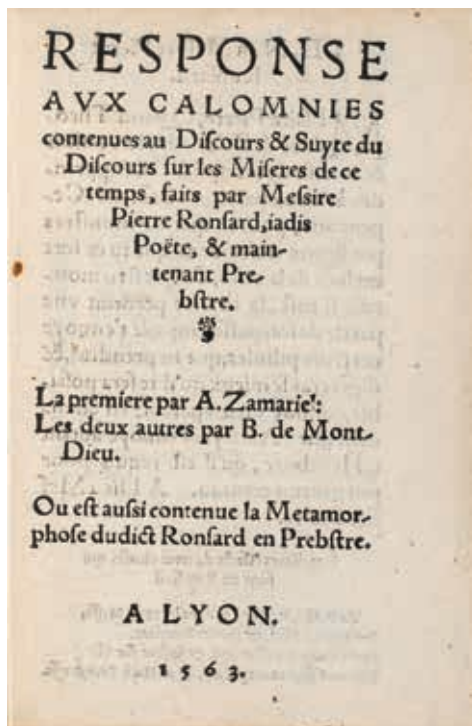 RESPONSE
AVX CALOMNIES
contenues au Diſcours & Suyte du
Diſcours ſur les Miſeres de ce
temps, faits par Meſsire
Pierre Ronſard, iadis
Poëte, & main-
tenant Pre-
bſtre.
La premiere par A. Zamarie':
Les deux autres par B. de Mont-
Dieu.
Ou eſt auſsi contenue la Metamor-
phoſe dudict Ronſard en Prebſtre.
A LYON.
1563.